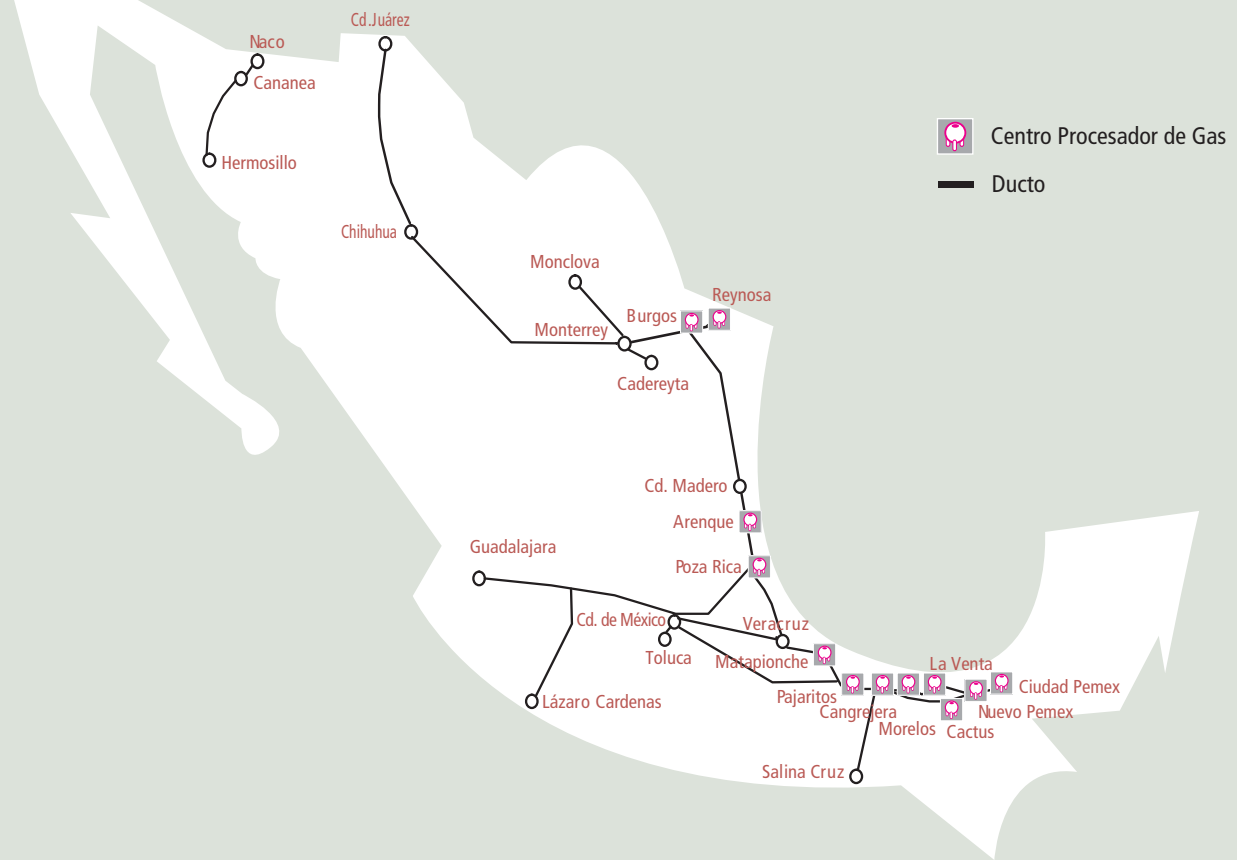 Cd.Juárez
Naco
Cananea
Centro Procesador de Gas
Hermosillo
Ducto
Chihuhua
Monclova
Reynosa
Burgos
Monterrey
Cadereyta
Cd. Madero
Arenque
Guadalajara
Poza Rica
Cd. de México
Veracruz
Toluca
Matapionche
La Venta
Ciudad Pemex
Pajaritos
Lázaro Cardenas
Cangrejera
Nuevo Pemex
Morelos
Cactus
Salina Cruz